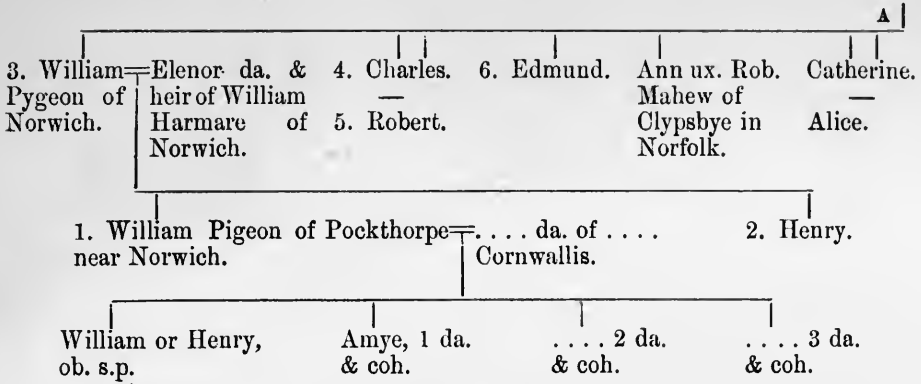 A
3. William Elenor da. & 4. Charles. 6. Edmund. Ann ux. Rob. Catherine.
Pygeon of heir of William — Mahew of —
Norwich. Harmare of 5. Robert. Clypsbye in Alice.
Norwich. Norfolk.
1. William Pigeon of Pockthorpe . . . . da. of . . . . 2. Henry.
near Norwich. Cornwallis.
William or Henry, Amye, 1 da. . . . . 2 da. . . . . 3 da.
ob. s.p. & coh. & coh. & coh.